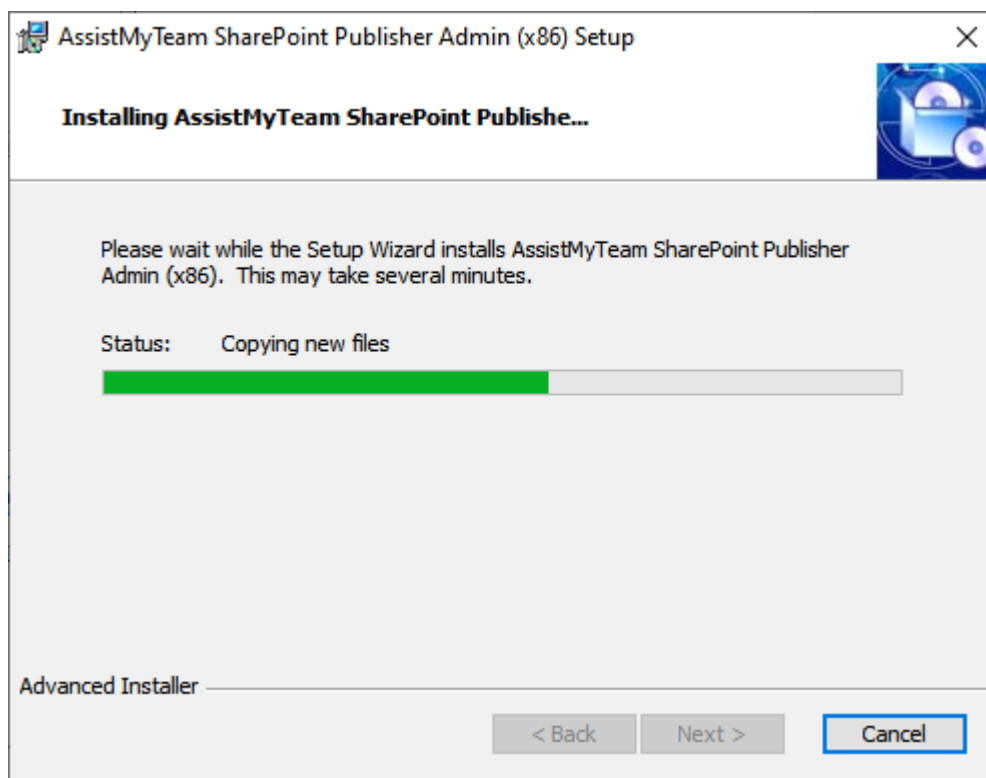 AssistMyTeam SharePoint Publisher Admin (x86) Setup
Installing AssistMyTeam SharePoint Publishe...
Please wait while the Setup Wizard installs AssistMyTeam SharePoint Publisher
Admin (x86). This may take several minutes.
Status: Copying new files
Advanced Installer
< Back Next > Cancel